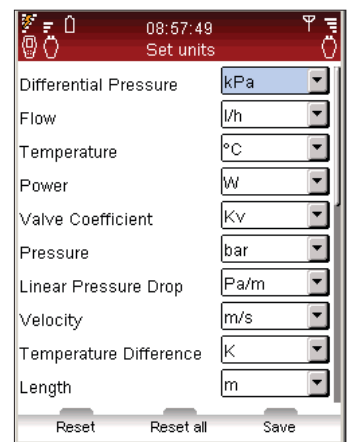 08:57:49
Set units
Differential Pressure kPa
Flow l/h
Temperature °C
Power W
Valve Coefficient Kv
Pressure bar
Linear Pressure Drop Pa/m
Velocity m/s
Temperature Difference K
Length m
Reset Reset all Save